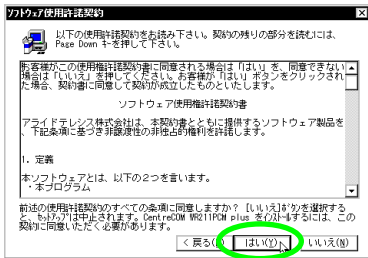 ソフトウェア使用許諾契約
以下の使用許諾契約をお読み下さい。契約の残りの部分を読むには、
Page Down キーを押して下さい。
お客様がこの使用権許諾契約書に同意される場合は「はい」を、同意できない
場合は「いいえ」を押してください。お客様が「はい」ボタンをクリックされ
た場合、契約書に同意して契約が成立したものといたします。
ソフトウェア使用権許諾契約書
アライドテレシス株式会社は、本契約書とともに提供するソフトウェア製品を
、下記条項に基づき非譲渡性の非独占的権利を許諾します。
1. 定義
本ソフトウェアとは、以下の2つを言います。
・本プログラム
前述の使用許諾契約のすべての条項に同意しますか? [いいえ]ボタンを選択する
と、セットアップは中止されます。CentreCOM WR211PCM plus をインストールするには、この
契約に同意いただく必要があります。
< 戻る( はい(Y) いいえ(N)